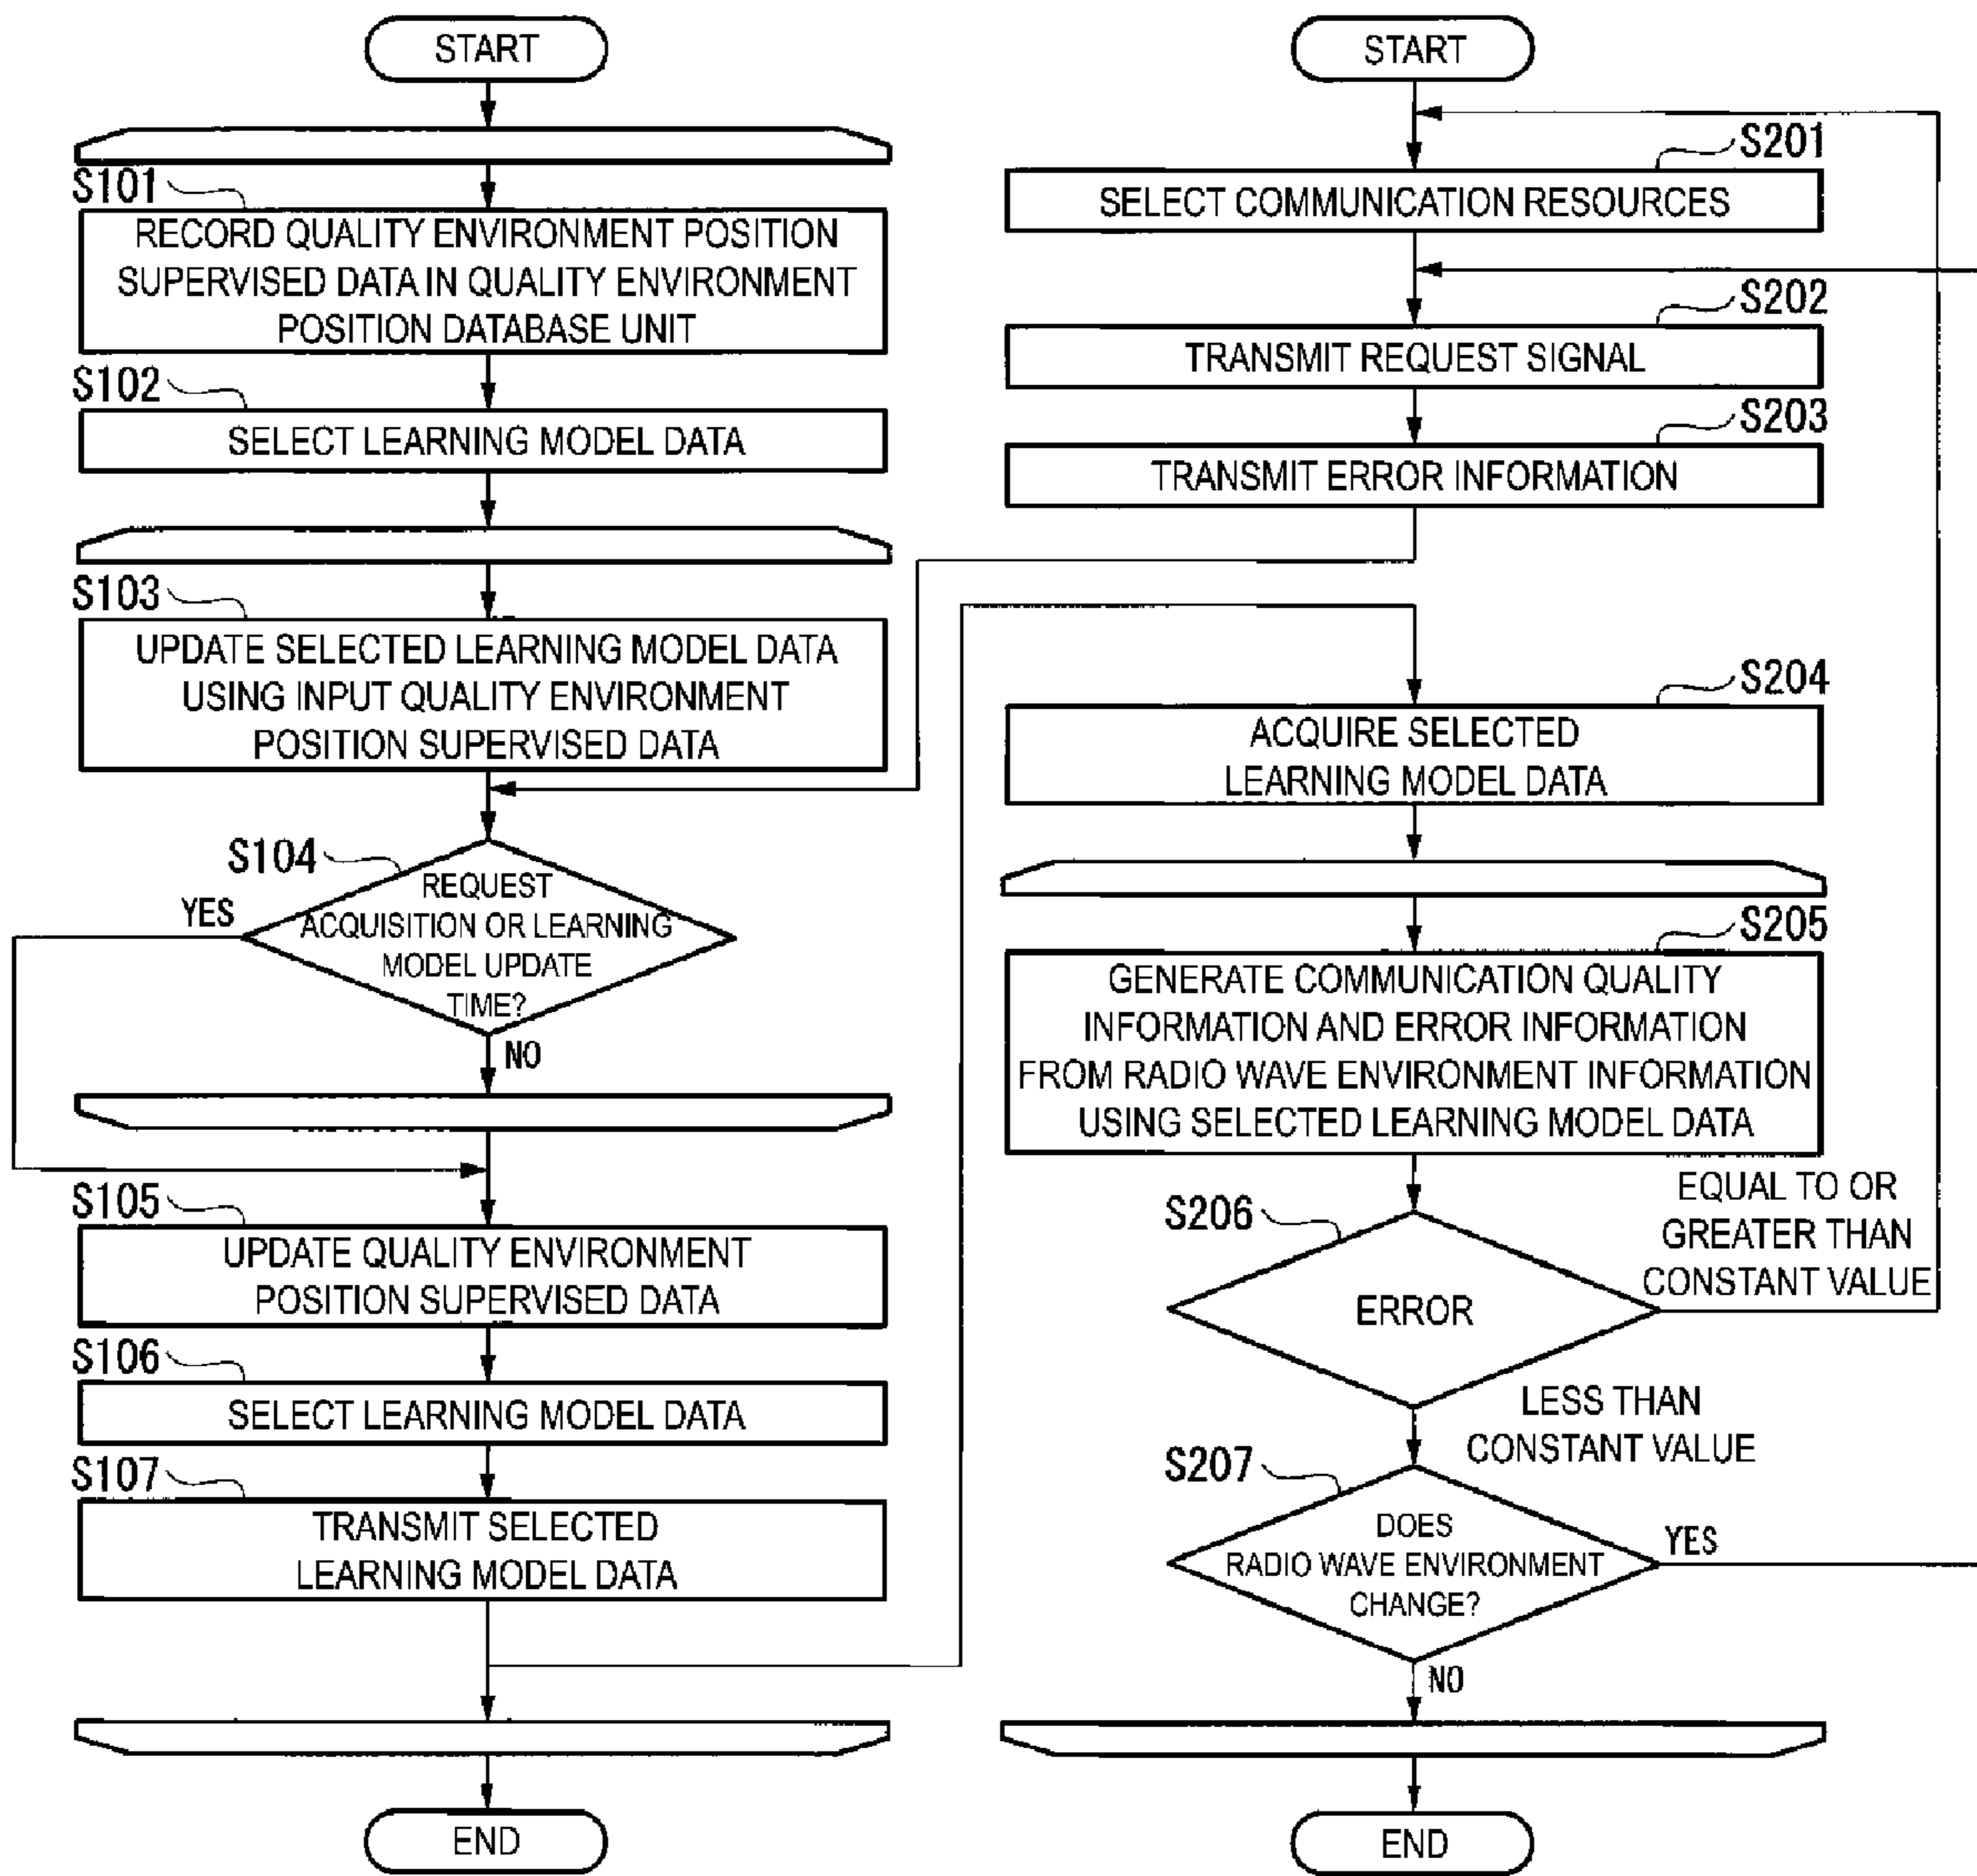 START
S101
RECORD QUALITY ENVIRONMENT POSITION
SUPERVISED DATA IN QUALITY ENVIRONMENT
POSITION DATABASE UNIT
S102
SELECT LEARNING MODEL DATA
S103
UPDATE SELECTED LEARNING MODEL DATA
USING INPUT QUALITY ENVIRONMENT
POSITION SUPERVISED DATA
S104
REQUEST
ACQUISITION OR LEARNING
MODEL UPDATE
TIME?
YES
NO
S105
UPDATE QUALITY ENVIRONMENT
POSITION SUPERVISED DATA
S106
SELECT LEARNING MODEL DATA
S107
TRANSMIT SELECTED
LEARNING MODEL DATA
END
START
S201
SELECT COMMUNICATION RESOURCES
S202
TRANSMIT REQUEST SIGNAL
S203
TRANSMIT ERROR INFORMATION
S204
ACQUIRE SELECTED
LEARNING MODEL DATA
S205
GENERATE COMMUNICATION QUALITY
INFORMATION AND ERROR INFORMATION
FROM RADIO WAVE ENVIRONMENT INFORMATION
USING SELECTED LEARNING MODEL DATA
S206
ERROR
EQUAL TO OR
GREATER THAN
CONSTANT VALUE
LESS THAN
CONSTANT VALUE
S207
DOES
RADIO WAVE ENVIRONMENT
CHANGE?
YES
NO
END